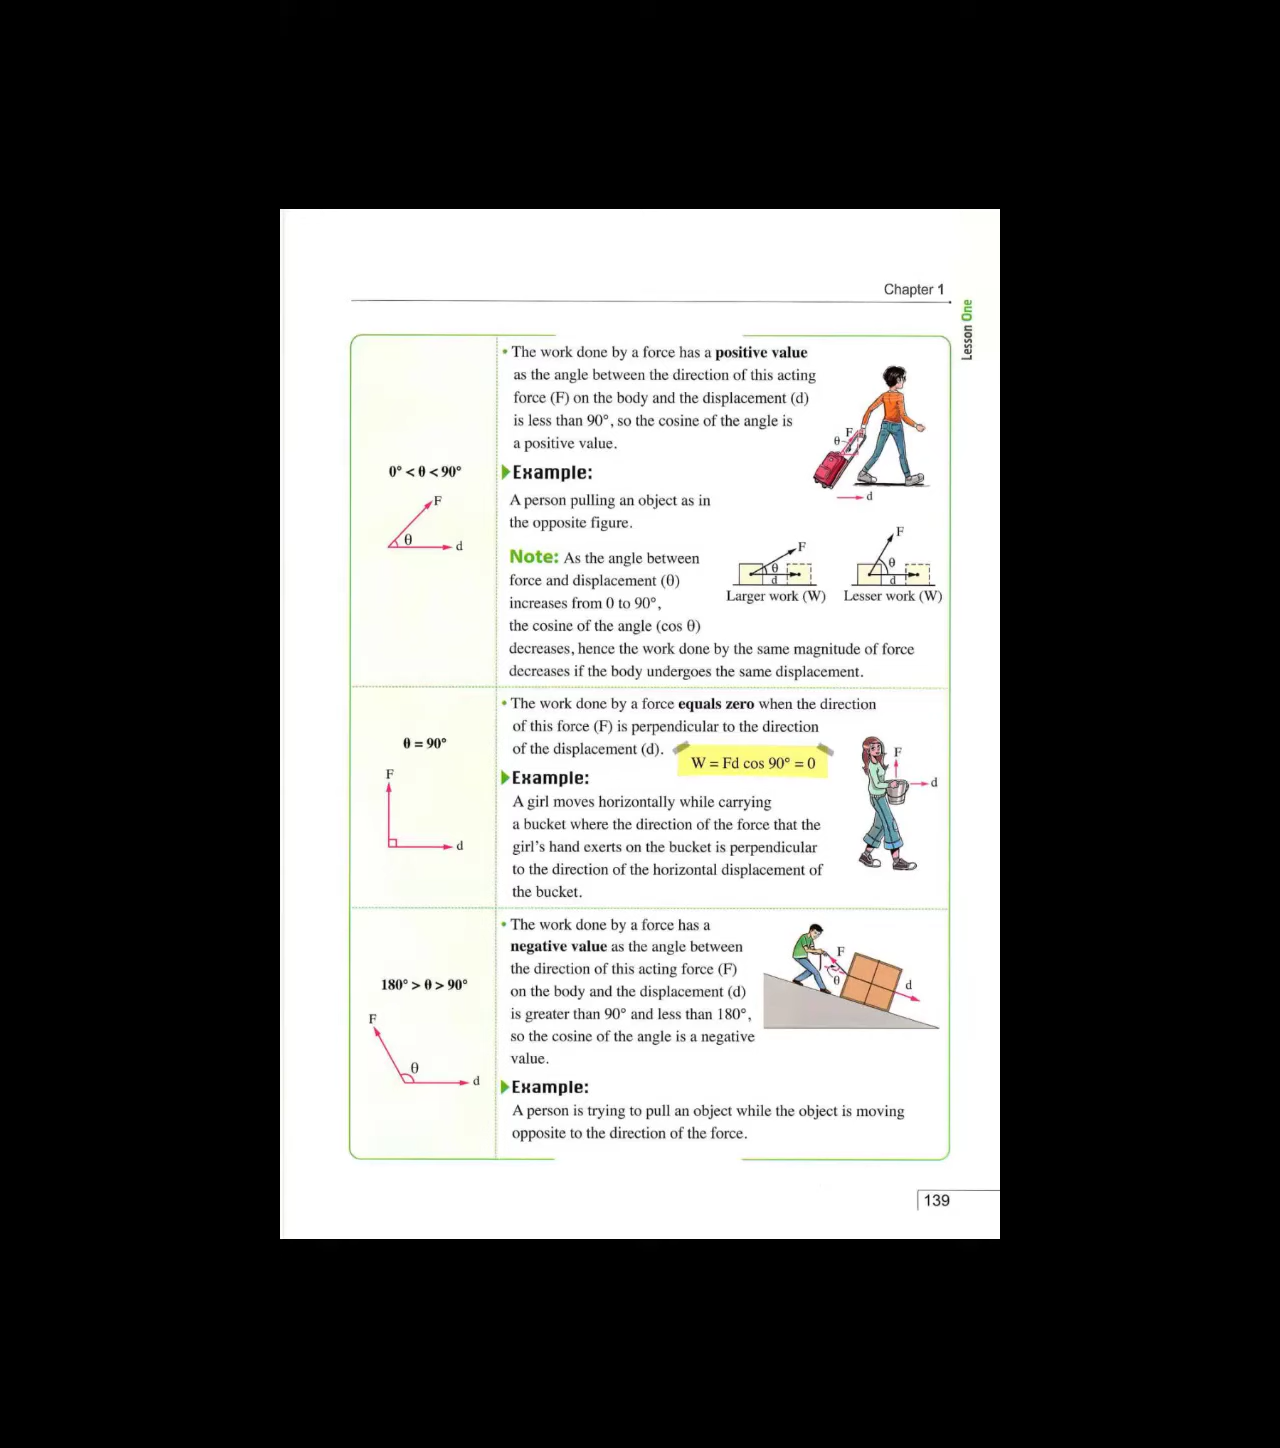 Chapter 1
Lesson One
• The work done by a force has a positive value
as the angle between the direction of this acting
force (F) on the body and the displacement (d)
is less than 90°, so the cosine of the angle is
a positive value.
F
θ
d
0° < θ < 90°
F
θ
d
Example:
A person pulling an object as in
the opposite figure.
Note: As the angle between
force and displacement (θ)
increases from 0 to 90°,
the cosine of the angle (cos θ)
decreases, hence the work done by the same magnitude of force
decreases if the body undergoes the same displacement.
F
θ
d
Larger work (W)
F
θ
d
Lesser work (W)
θ = 90°
F
d
• The work done by a force equals zero when the direction
of this force (F) is perpendicular to the direction
of the displacement (d).
W = Fd cos 90° = 0
F
d
Example:
A girl moves horizontally while carrying
a bucket where the direction of the force that the
girl's hand exerts on the bucket is perpendicular
to the direction of the horizontal displacement of
the bucket.
180° > θ > 90°
F
θ
d
• The work done by a force has a
negative value as the angle between
the direction of this acting force (F)
on the body and the displacement (d)
is greater than 90° and less than 180°,
so the cosine of the angle is a negative
value.
F
θ
d
Example:
A person is trying to pull an object while the object is moving
opposite to the direction of the force.
139